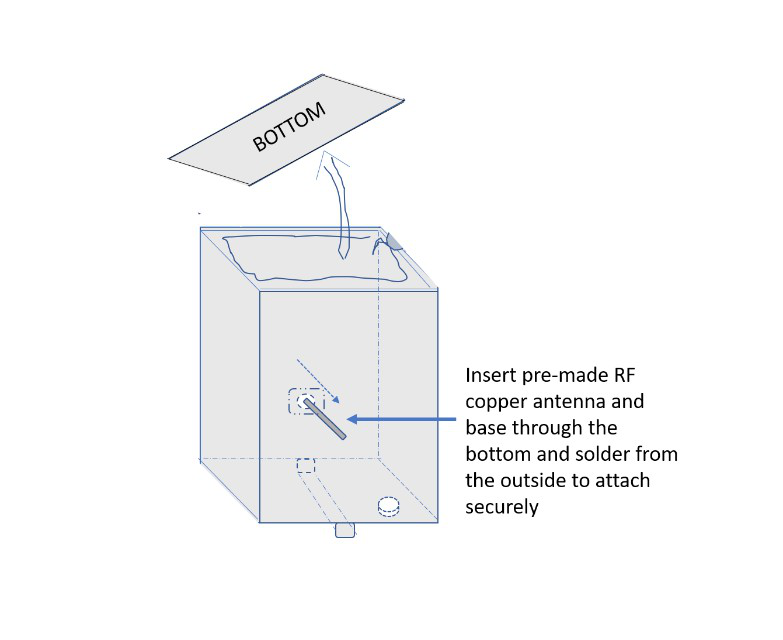 BOTTOM
Insert pre-made RF
copper antenna and
base through the
bottom and solder from
the outside to attach
securely